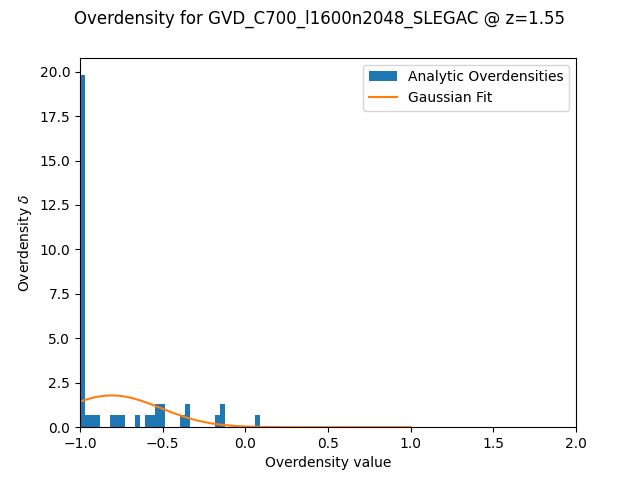 Overdensity for GVD_C700_l1600n2048_SLEGAC @ z=1.55
Analytic Overdensities
Gaussian Fit
Overdensity δ
20.0
17.5
15.0
12.5
10.0
7.5
5.0
2.5
0.0
−1.0 −0.5 0.0 0.5 1.0 1.5 2.0
Overdensity value